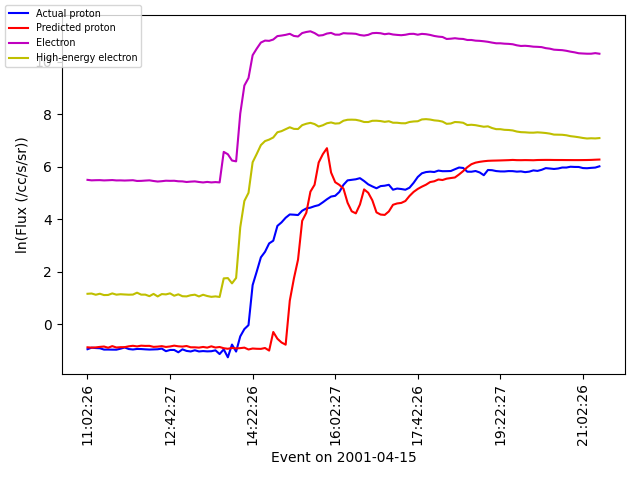 Actual proton
Predicted proton
Electron
High-energy electron
ln(Flux (/cc/s/sr))
8
6
4
2
0
11:02:26
12:42:27
14:22:26
16:02:27
17:42:26
19:22:27
21:02:26
Event on 2001-04-15